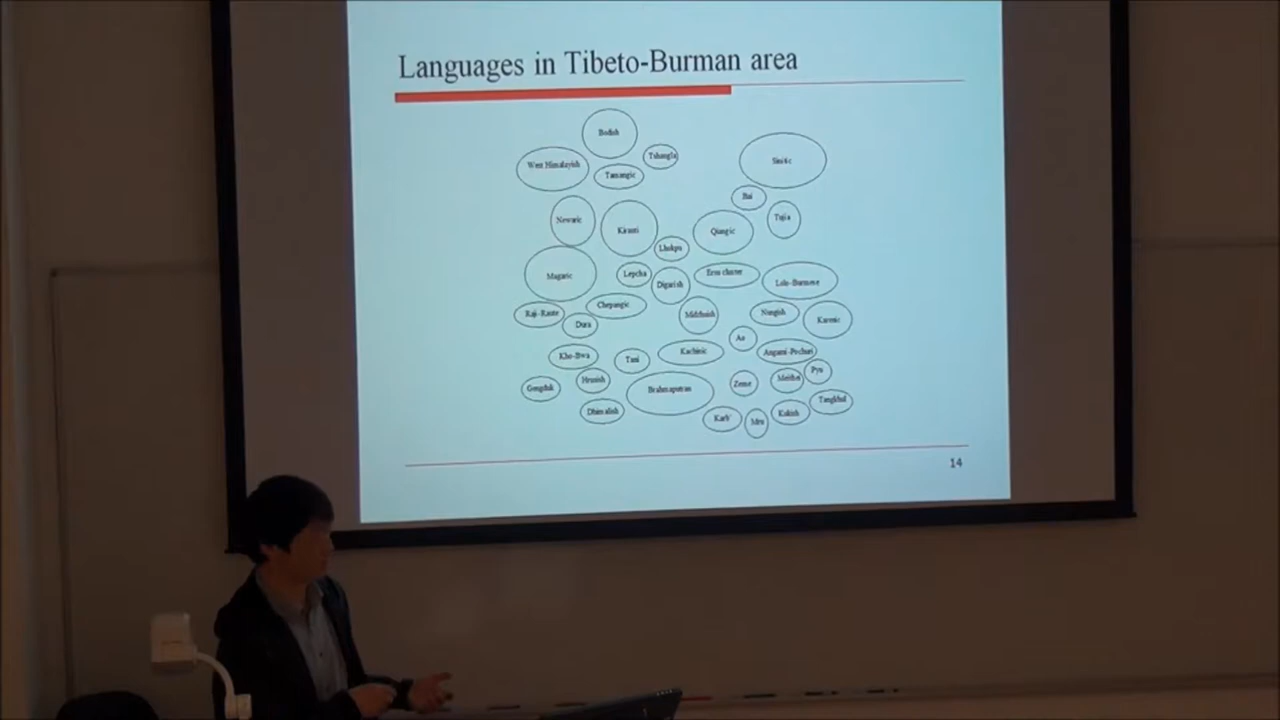 Languages in Tibeto-Burman area
Bodish
West Himalayish
Tshangla
Tamangic
Sinitic
Bai
Newaric
Kiranti
Tujia
Qiangic
Lhokpu
Magaric
Lepcha
Digarish
Ersu cluster
Lolo-Burmese
Raji-Raute
Chepangic
Dura
Midzhuish
Nungish
Karenic
Ao
Kho-Bwa
Tani
Kachinic
Angami-Pochuri
Gongduk
Hruish
Brahmaputran
Zeme
Meithei
Pyu
Dhimalish
Karbi
Mru
Kukish
Tangkhul
14